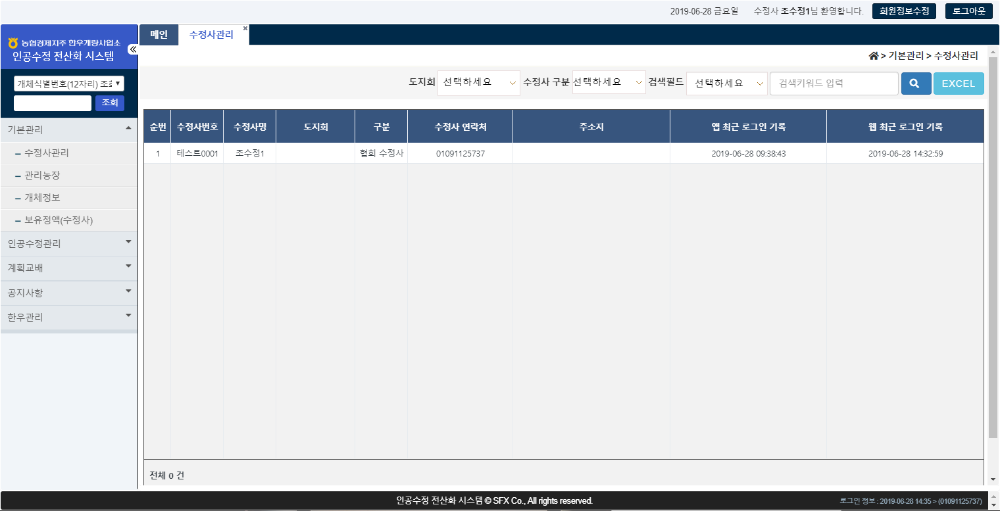 2019-06-28 금요일 수정사 조수정1님 환영합니다. 회원정보수정 로그아웃
농협경제지주 한우개량사업소
인공수정 전산화 시스템
개체식별번호(12자리) 조회
조회
기본관리
– 수정사관리
– 관리농장
– 개체정보
– 보유정액(수정사)
인공수정관리
계획교배
공지사항
한우관리
메인 수정사관리
> 기본관리 > 수정사관리
도지회 선택하세요 수정사 구분 선택하세요 검색필드 선택하세요 검색키워드 입력 EXCEL
순번 수정사번호 수정사명 도지회 구분 수정사 연락처 주소지 앱 최근 로그인 기록 웹 최근 로그인 기록
1 테스트0001 조수정1 협회 수정사 01091125737 2019-06-28 09:38:43 2019-06-28 14:32:59
전체 0 건
인공수정 전산화 시스템 © SFX Co., All rights reserved.
로그인 정보 : 2019-06-28 14:35 > (01091125737)